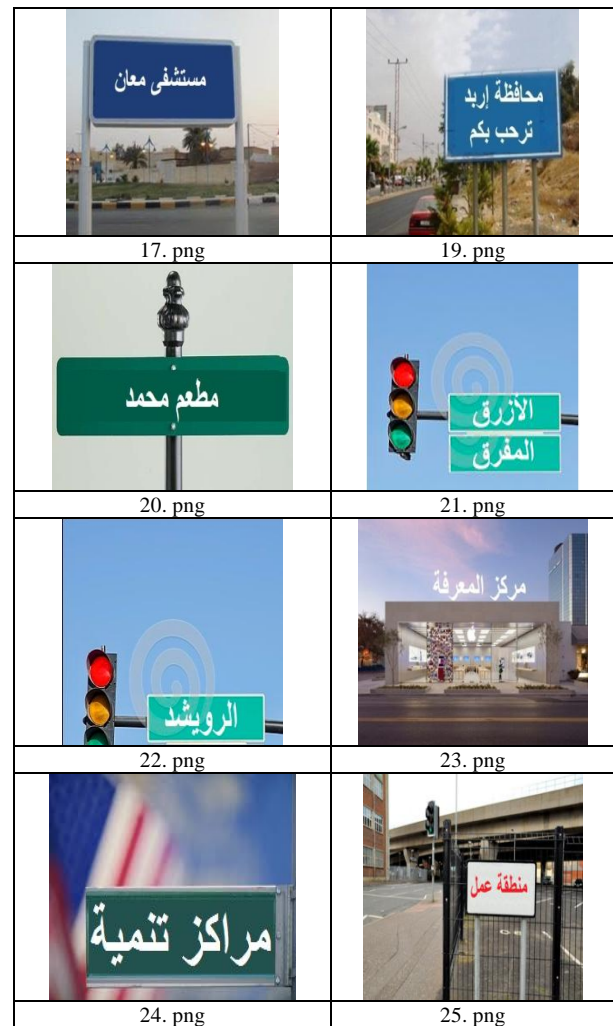 مستشفى معان
محافظة إربد
ترحب بكم
17. png
19. png
مطعم محمد
الأزرق
المفرق
20. png
21. png
الرويشد
مركز المعرفة
22. png
23. png
مراكز تنمية
منطقة عمل
24. png
25. png